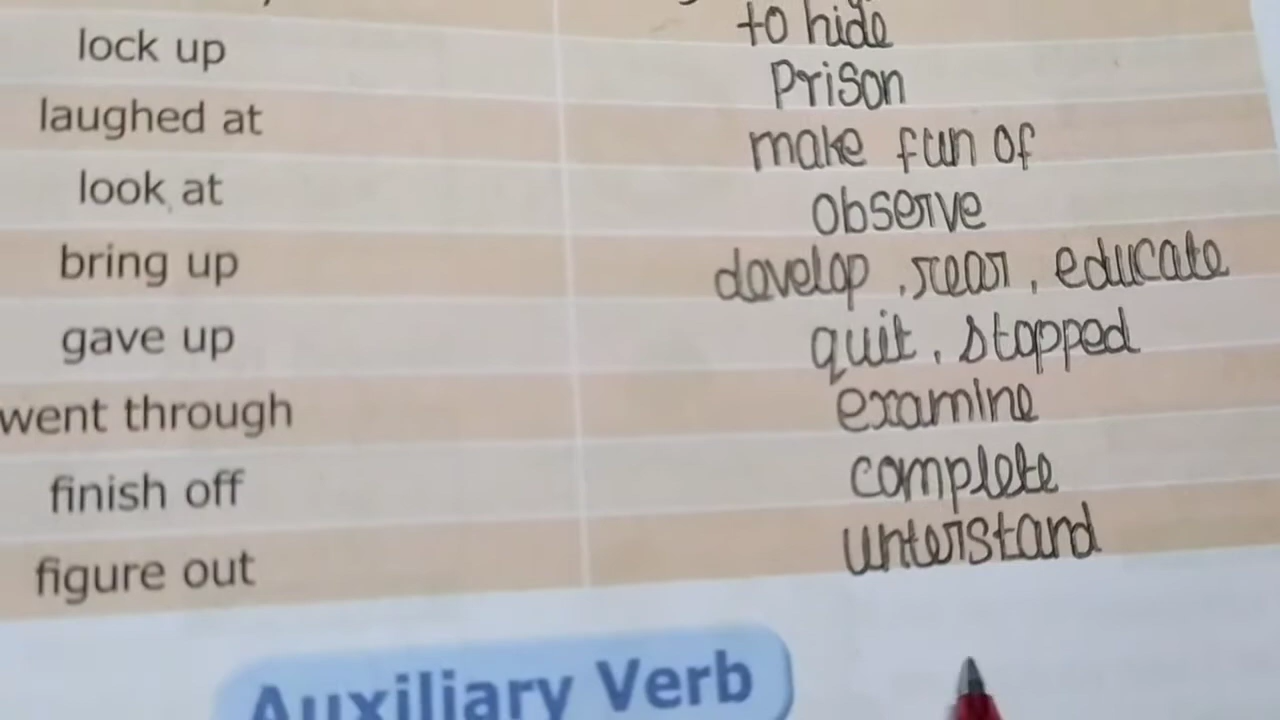 to hide
lock up Prison
laughed at make fun of
look at observe
bring up develop, rear, educate
gave up quit, stopped
went through examine
finish off complete
figure out unterstand
Auxiliary Verb